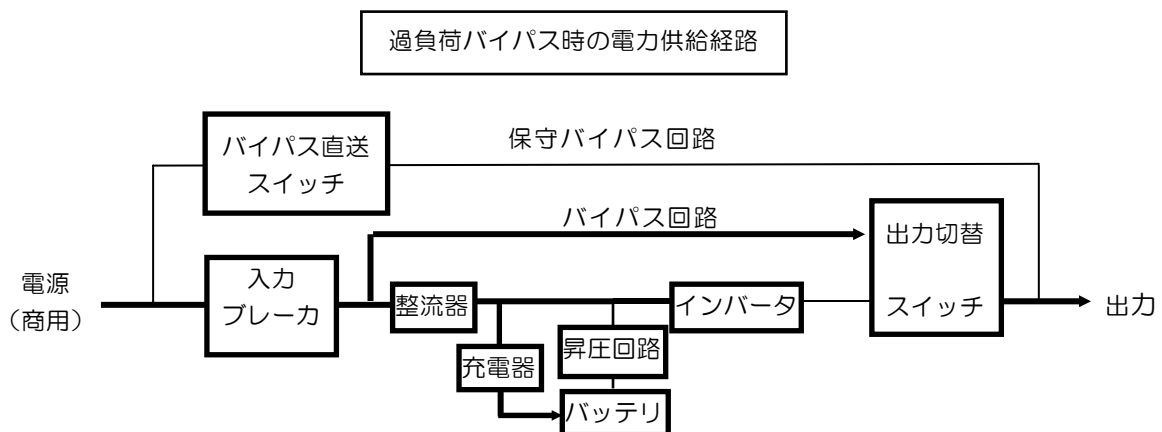 過負荷バイパス時の電力供給経路
バイパス直送
スイッチ
保守バイパス回路
バイパス回路
出力切替
スイッチ
電源
（商用）
入力
ブレーカ
整流器
インバータ
出力
充電器
昇圧回路
バッテリ